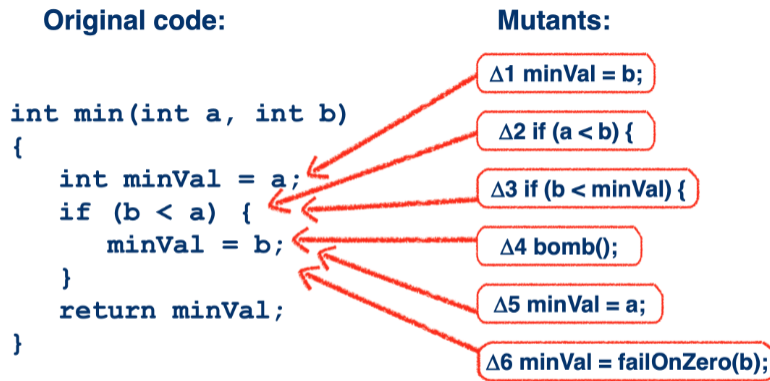 Original code:
int min(int a, int b)
{
int minVal = a;
if (b < a) {
minVal = b;
}
return minVal;
}
Mutants:
Δ1 minVal = b;
Δ2 if (a < b) {
Δ3 if (b < minVal) {
Δ4 bomb();
Δ5 minVal = a;
Δ6 minVal = failOnZero(b);